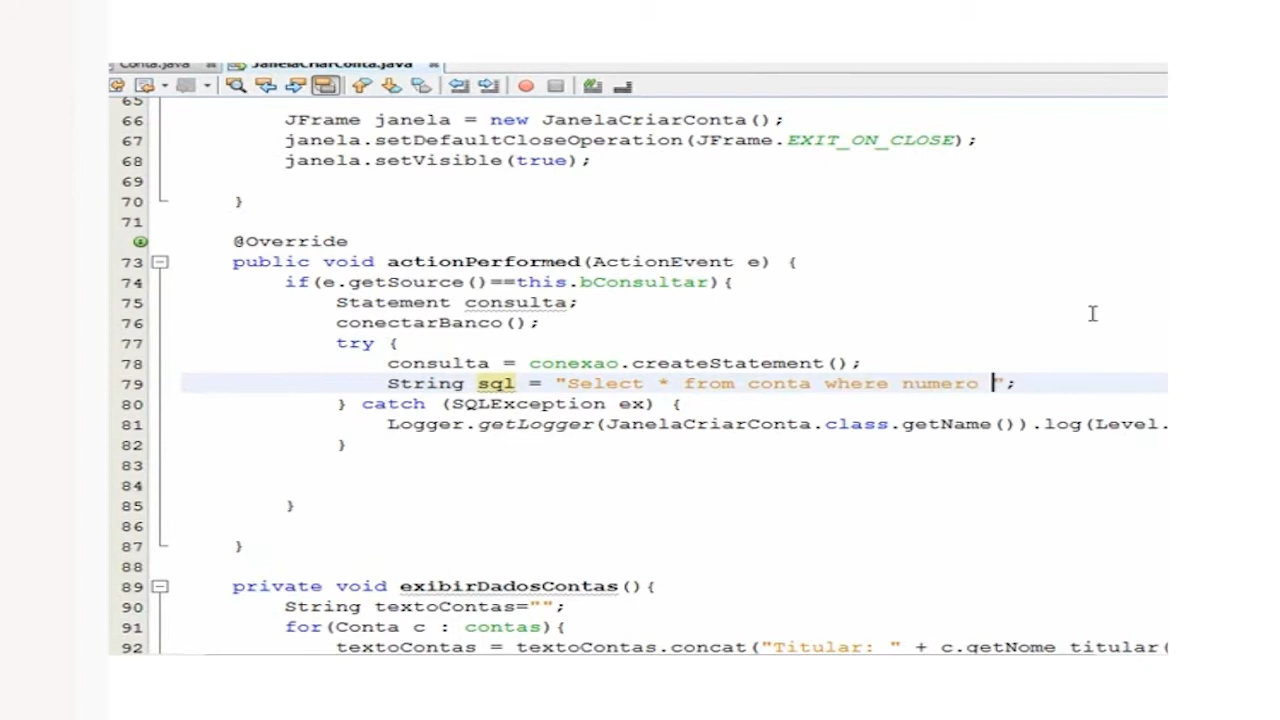 Conta.java JanelaCriarConta.java
65
66 JFrame janela = new JanelaCriarConta();
67 janela.setDefaultCloseOperation(JFrame.EXIT_ON_CLOSE);
68 janela.setVisible(true);
69
70 }
71
@Override
73 public void actionPerformed(ActionEvent e) {
74 if(e.getSource()==this.bConsultar){
75 Statement consulta;
76 conectarBanco();
77 try {
78 consulta = conexao.createStatement();
79 String sql = "Select * from conta where numero ";
80 } catch (SQLException ex) {
81 Logger.getLogger(JanelaCriarConta.class.getName()).log(Level.
82 }
83
84
85 }
86
87 }
88
89 private void exibirDadosContas(){
90 String textoContas="";
91 for(Conta c : contas){
92 textoContas = textoContas.concat("Titular: " + c.getNome_titular(